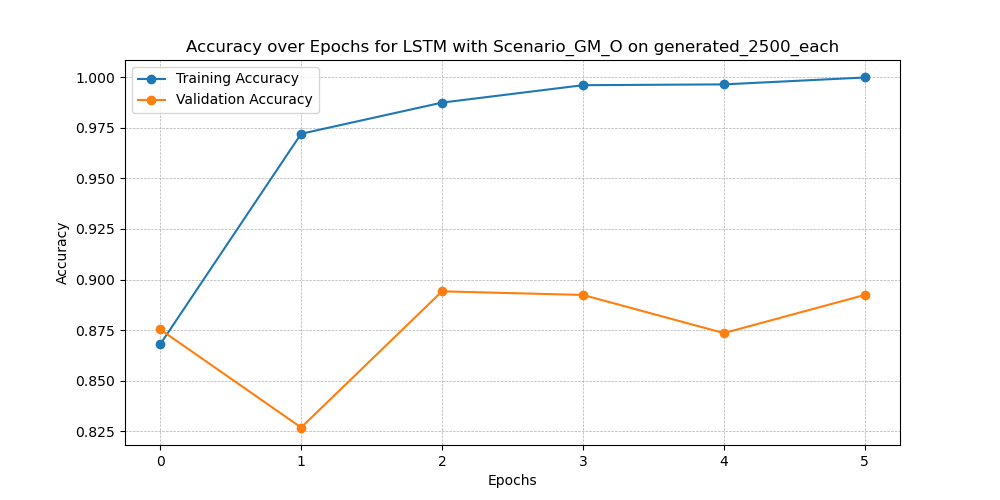 Accuracy over Epochs for LSTM with Scenario_GM_O on generated_2500_each
Training Accuracy
Validation Accuracy
1.000
0.975
0.950
0.925
0.900
0.875
0.850
0.825
Accuracy
0 1 2 3 4 5
Epochs